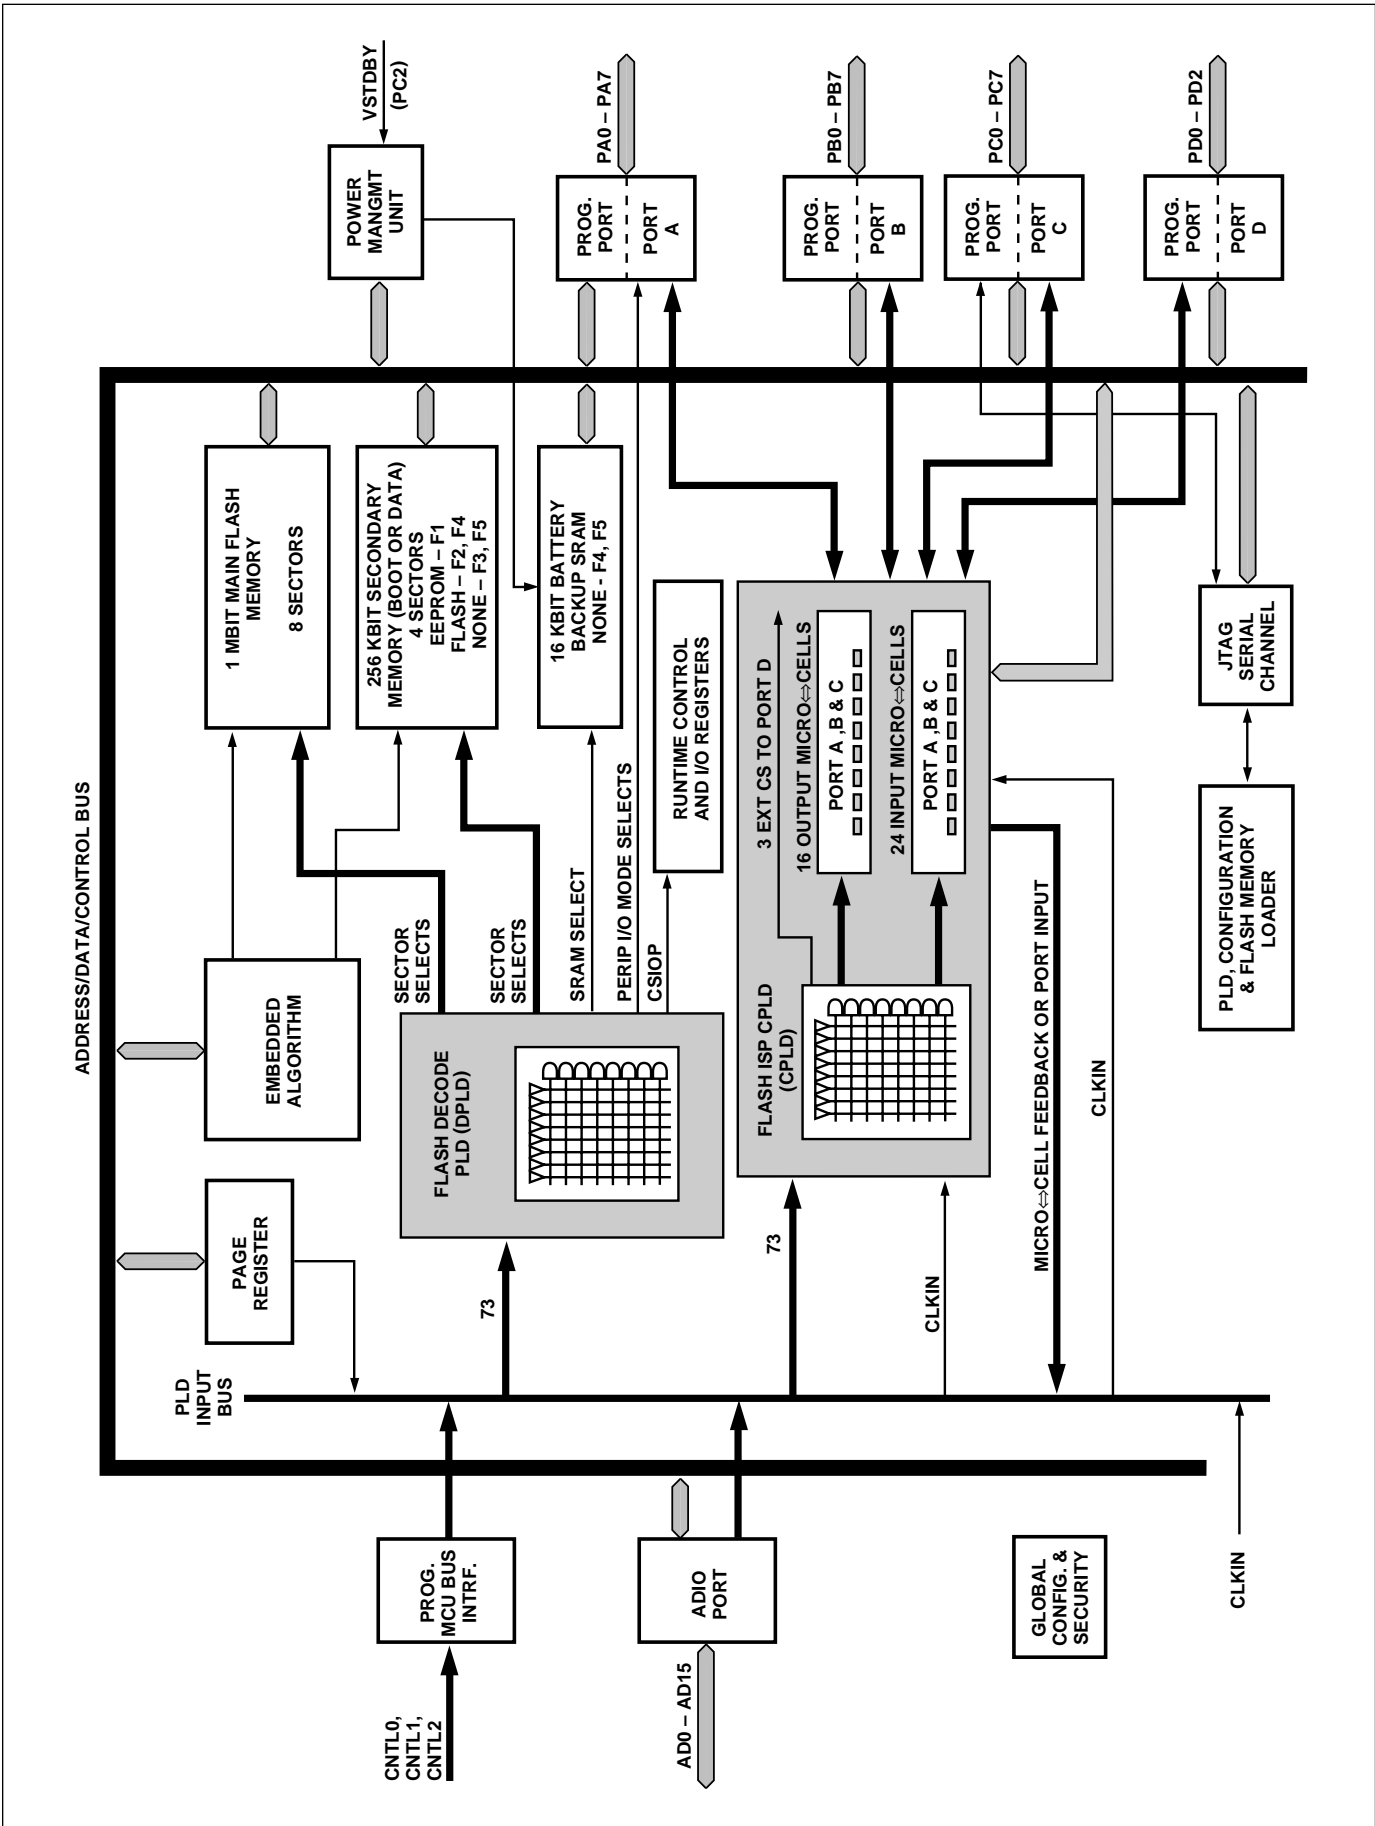 ADDRESS/DATA/CONTROL BUS
CNTL0,
CNTL1,
CNTL2
PROG.
MCU BUS
INTRF.
PLD
INPUT
BUS
PAGE
REGISTER
EMBEDDED
ALGORITHM
1 MBIT MAIN FLASH
MEMORY
8 SECTORS
256 KBIT SECONDARY
MEMORY (BOOT OR DATA)
4 SECTORS
EEPROM – F1
FLASH – F2, F4
NONE – F3, F5
16 KBIT BATTERY
BACKUP SRAM
NONE - F4, F5
POWER
MANGMT
UNIT
VSTDBY
(PC2)
SECTOR
SELECTS
SECTOR
SELECTS
SRAM SELECT
PERIP I/O MODE SELECTS
CSIOP
FLASH DECODE
PLD (DPLD)
73
RUNTIME CONTROL
AND I/O REGISTERS
PROG.
PORT
PORT
A
PA0 – PA7
AD0 – AD15
ADIO
PORT
73
FLASH ISP CPLD
(CPLD)
3 EXT CS TO PORT D
16 OUTPUT MICRO⇔CELLS
PORT A ,B & C
24 INPUT MICRO⇔CELLS
PORT A ,B & C
PROG.
PORT
PORT
B
PB0 – PB7
CLKIN
PROG.
PORT
PORT
C
PC0 – PC7
MICRO⇔CELL FEEDBACK OR PORT INPUT
CLKIN
PROG.
PORT
PORT
D
PD0 – PD2
GLOBAL
CONFIG. &
SECURITY
CLKIN
PLD, CONFIGURATION
& FLASH MEMORY
LOADER
JTAG
SERIAL
CHANNEL